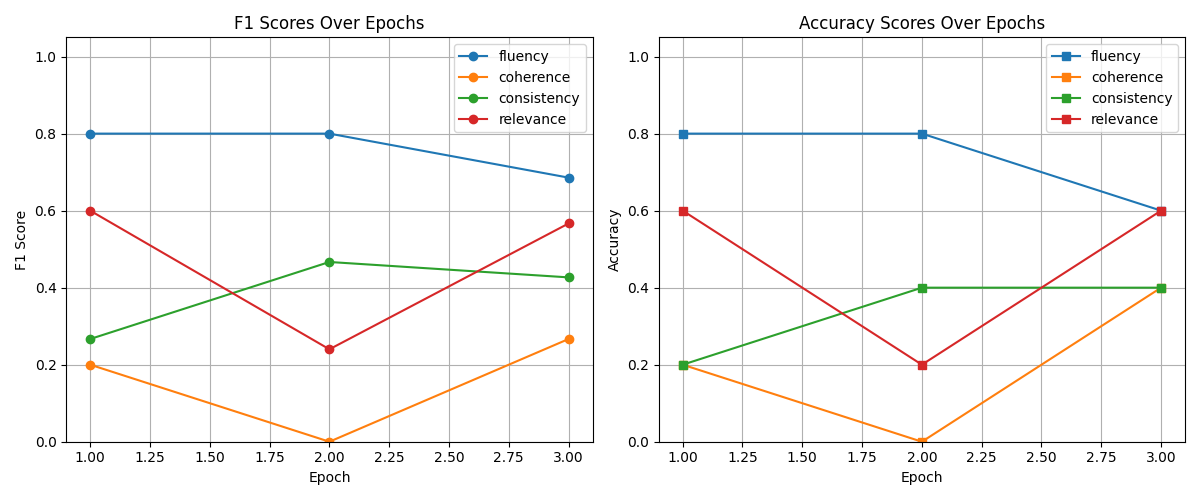 F1 Scores Over Epochs
F1 Score
1.0
0.8
0.6
0.4
0.2
0.0
fluency
coherence
consistency
relevance
1.00 1.25 1.50 1.75 2.00 2.25 2.50 2.75 3.00
Epoch
Accuracy Scores Over Epochs
Accuracy
1.0
0.8
0.6
0.4
0.2
0.0
fluency
coherence
consistency
relevance
1.00 1.25 1.50 1.75 2.00 2.25 2.50 2.75 3.00
Epoch